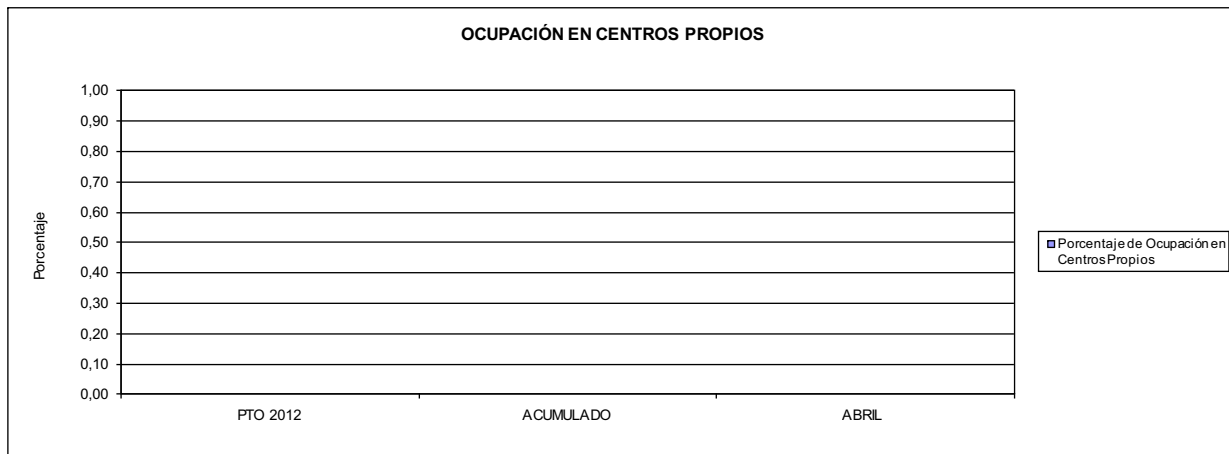 OCUPACIÓN EN CENTROS PROPIOS
1,00
0,90
0,80
0,70
0,60
0,50
0,40
0,30
0,20
0,10
0,00
Porcentaje
PTO 2012
ACUMULADO
ABRIL
Porcentaje de Ocupación en
Centros Propios